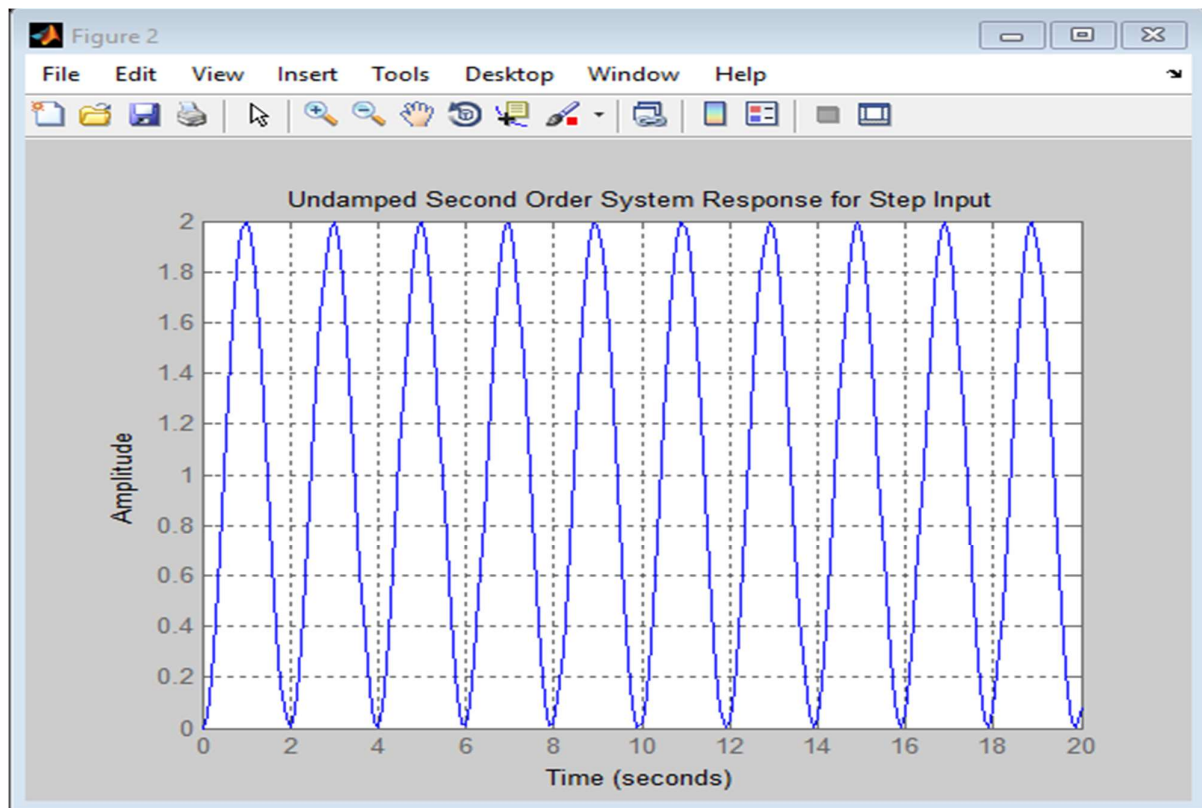 Figure 2
File Edit View Insert Tools Desktop Window Help
Undamped Second Order System Response for Step Input
2
1.8
1.6
1.4
1.2
1
0.8
0.6
0.4
0.2
0
Amplitude
0 2 4 6 8 10 12 14 16 18 20
Time (seconds)